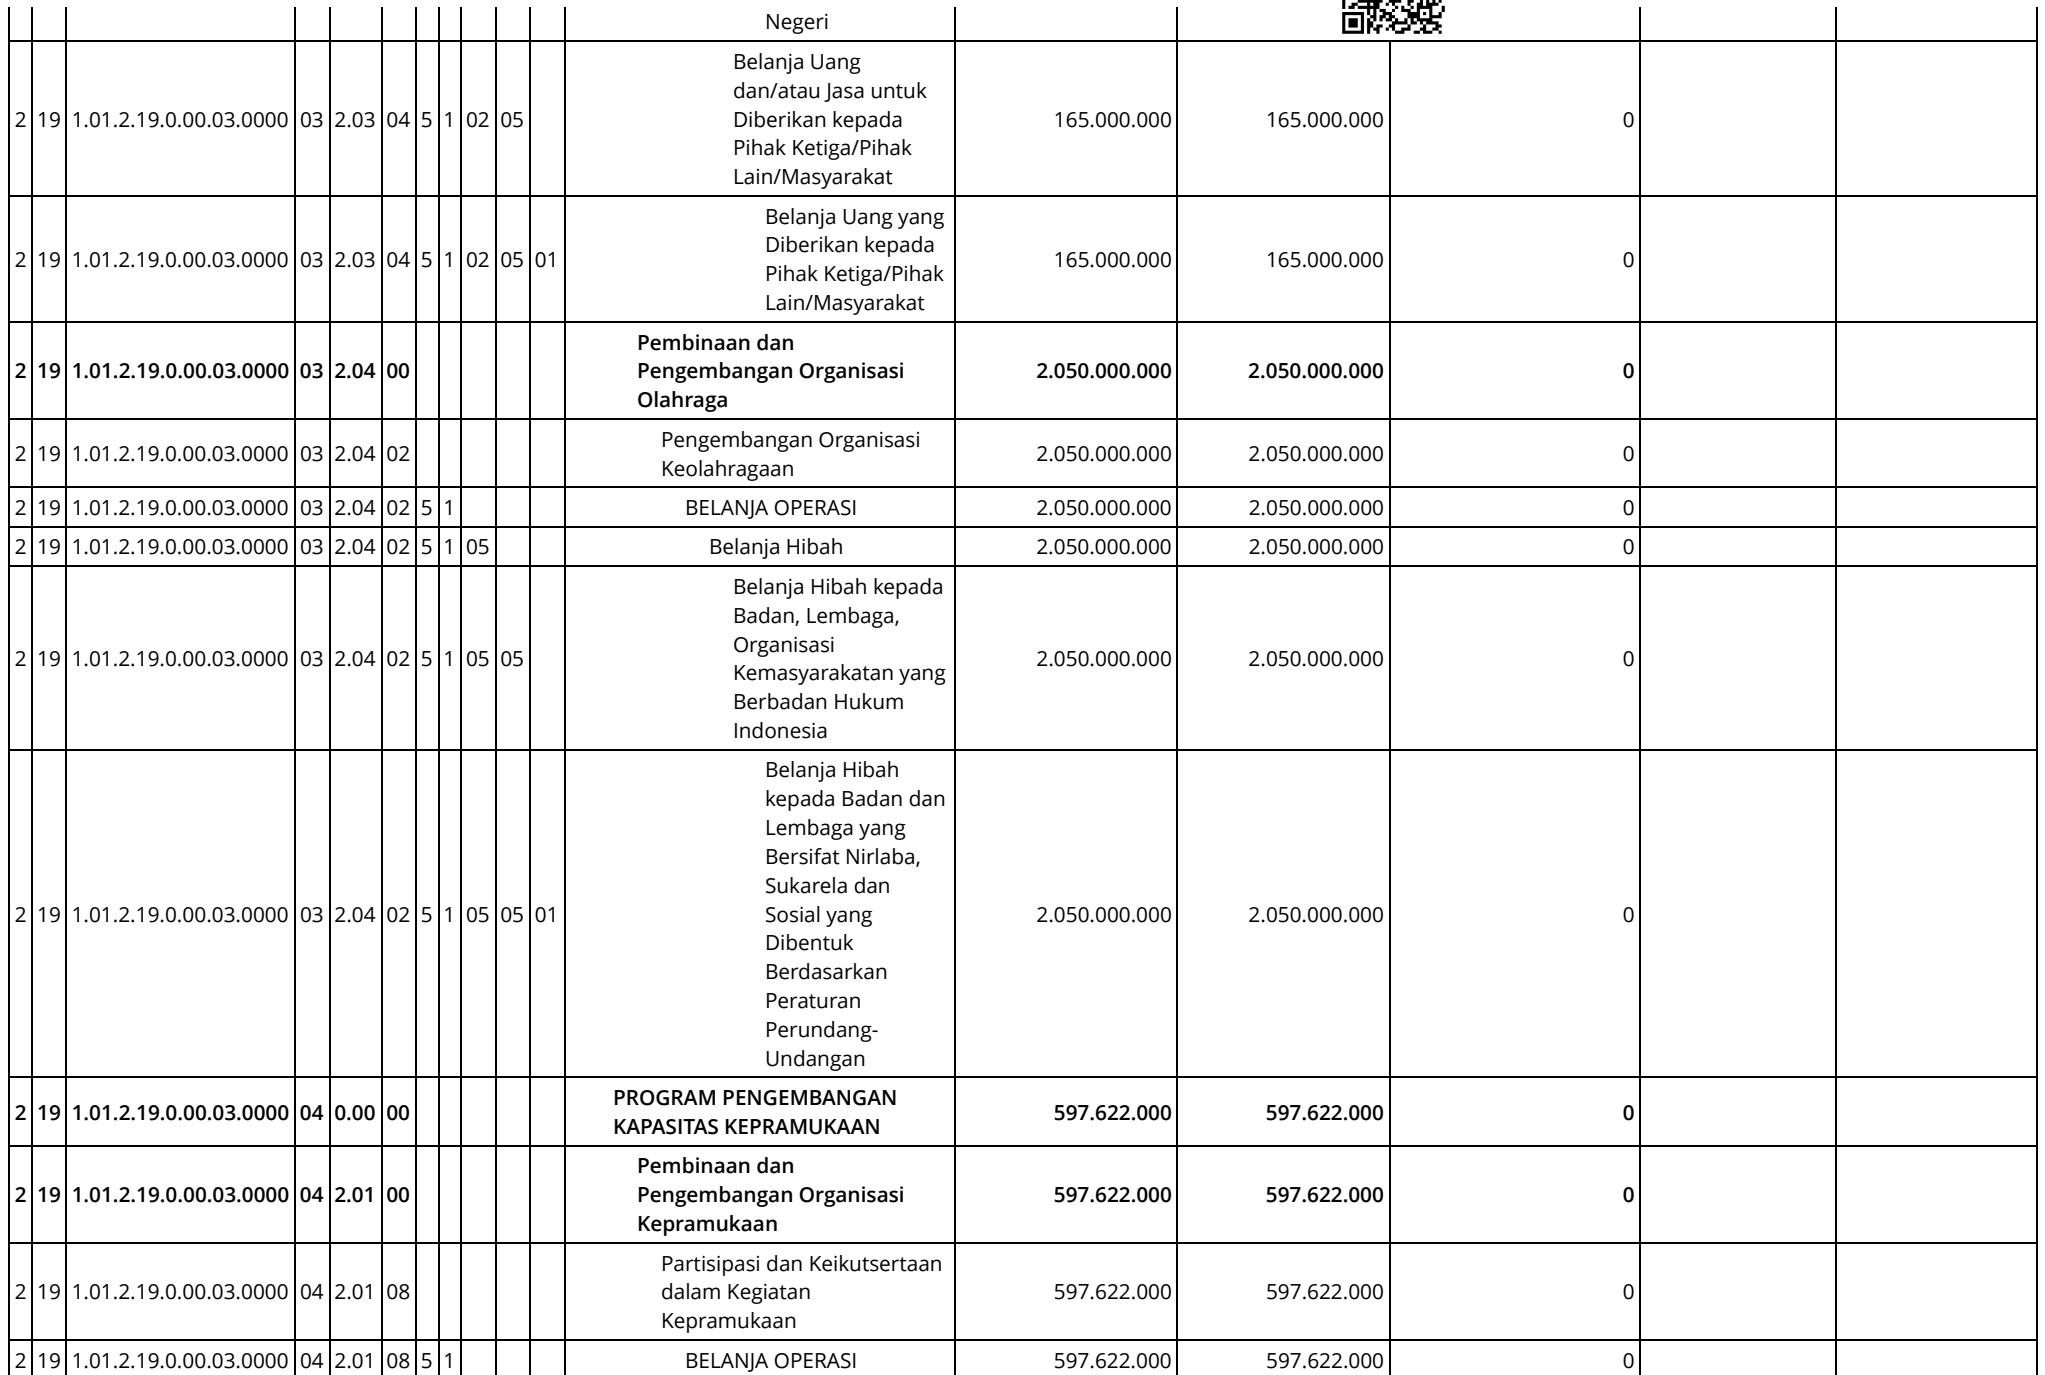 Negeri
2 19 1.01.2.19.0.00.03.0000 03 2.03 04 5 1 02 05 Belanja Uang
dan/atau Jasa untuk
Diberikan kepada
Pihak Ketiga/Pihak
Lain/Masyarakat 165.000.000 165.000.000 0
2 19 1.01.2.19.0.00.03.0000 03 2.03 04 5 1 02 05 01 Belanja Uang yang
Diberikan kepada
Pihak Ketiga/Pihak
Lain/Masyarakat 165.000.000 165.000.000 0
2 19 1.01.2.19.0.00.03.0000 03 2.04 00 Pembinaan dan
Pengembangan Organisasi
Olahraga 2.050.000.000 2.050.000.000 0
2 19 1.01.2.19.0.00.03.0000 03 2.04 02 Pengembangan Organisasi
Keolahragaan 2.050.000.000 2.050.000.000 0
2 19 1.01.2.19.0.00.03.0000 03 2.04 02 5 1 BELANJA OPERASI 2.050.000.000 2.050.000.000 0
2 19 1.01.2.19.0.00.03.0000 03 2.04 02 5 1 05 Belanja Hibah 2.050.000.000 2.050.000.000 0
2 19 1.01.2.19.0.00.03.0000 03 2.04 02 5 1 05 05 Belanja Hibah kepada
Badan, Lembaga,
Organisasi
Kemasyarakatan yang
Berbadan Hukum
Indonesia 2.050.000.000 2.050.000.000 0
2 19 1.01.2.19.0.00.03.0000 03 2.04 02 5 1 05 05 01 Belanja Hibah
kepada Badan dan
Lembaga yang
Bersifat Nirlaba,
Sukarela dan
Sosial yang
Dibentuk
Berdasarkan
Peraturan
Perundang-
Undangan 2.050.000.000 2.050.000.000 0
2 19 1.01.2.19.0.00.03.0000 04 0.00 00 PROGRAM PENGEMBANGAN
KAPASITAS KEPRAMUKAAN 597.622.000 597.622.000 0
2 19 1.01.2.19.0.00.03.0000 04 2.01 00 Pembinaan dan
Pengembangan Organisasi
Kepramukaan 597.622.000 597.622.000 0
2 19 1.01.2.19.0.00.03.0000 04 2.01 08 Partisipasi dan Keikutsertaan
dalam Kegiatan
Kepramukaan 597.622.000 597.622.000 0
2 19 1.01.2.19.0.00.03.0000 04 2.01 08 5 1 BELANJA OPERASI 597.622.000 597.622.000 0